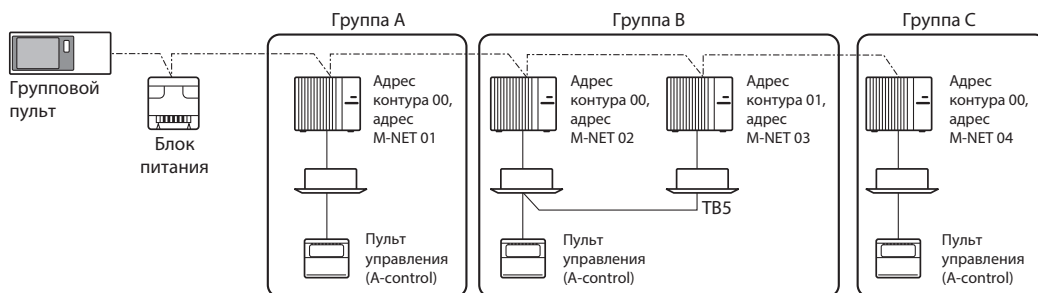 Группа A
Группа B
Группа C
Групповой
пульт
Блок
питания
Адрес
контура 00,
адрес
M-NET 01
Адрес
контура 00,
адрес
M-NET 02
Адрес
контура 01,
адрес
M-NET 03
Адрес
контура 00,
адрес
M-NET 04
TB5
Пульт
управления
(A-control)
Пульт
управления
(A-control)
Пульт
управления
(A-control)